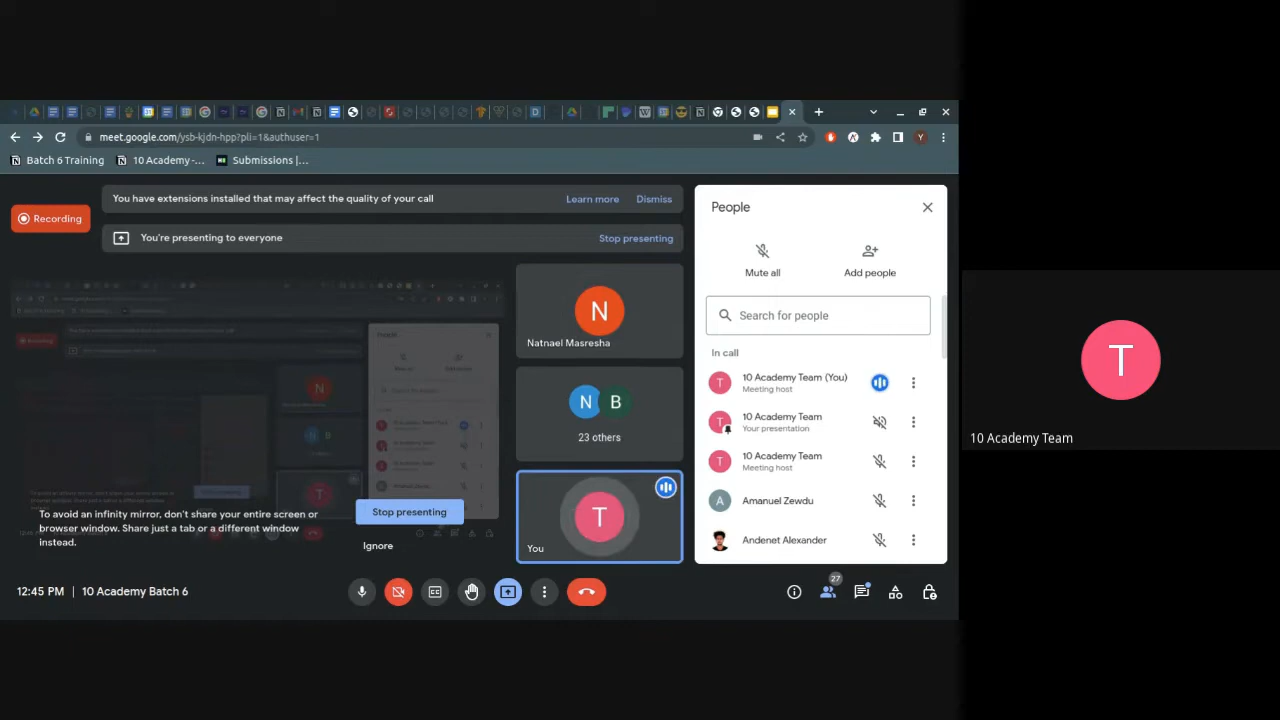 meet.google.com/ysb-kjdn-hpp?pli=1&authuser=1
Batch 6 Training
10 Academy -...
Submissions |...
Recording
You have extensions installed that may affect the quality of your call
Learn more
Dismiss
You're presenting to everyone
Stop presenting
N
Natnael Masresha
N B
23 others
T
You
To avoid an infinity mirror, don't share your entire screen or
browser window. Share just a tab or a different window
instead.
Stop presenting
Ignore
People
Mute all
Add people
Search for people
In call
T
10 Academy Team (You)
Meeting host
T
10 Academy Team
Your presentation
T
10 Academy Team
Meeting host
A
Amanuel Zewdu
Andenet Alexander
12:45 PM | 10 Academy Batch 6
27
T
10 Academy Team